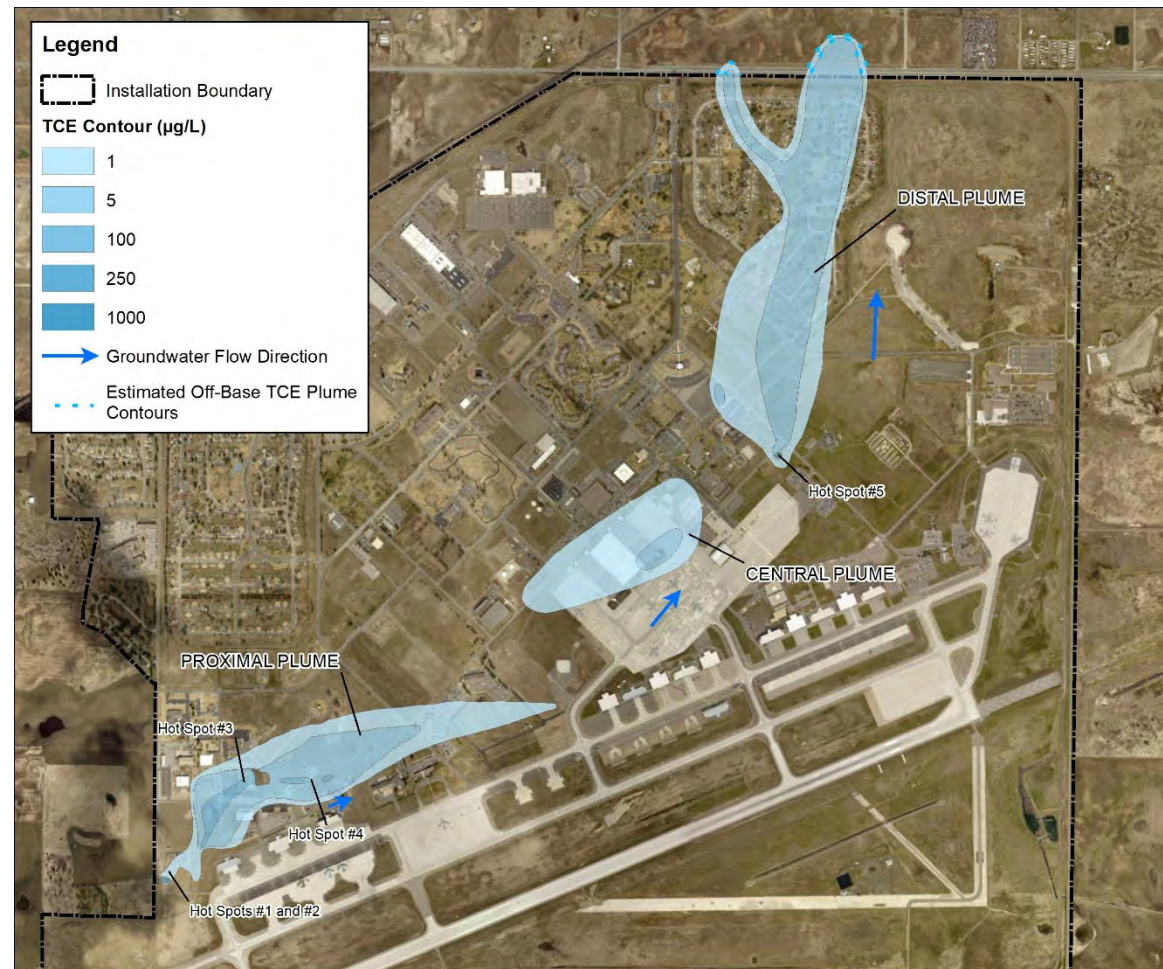 Legend
Installation Boundary
TCE Contour (µg/L)
1
5
100
250
1000
Groundwater Flow Direction
Estimated Off-Base TCE Plume
Contours
DISTAL PLUME
Hot Spot #5
CENTRAL PLUME
PROXIMAL PLUME
Hot Spot #3
Hot Spot #4
Hot Spots #1 and #2